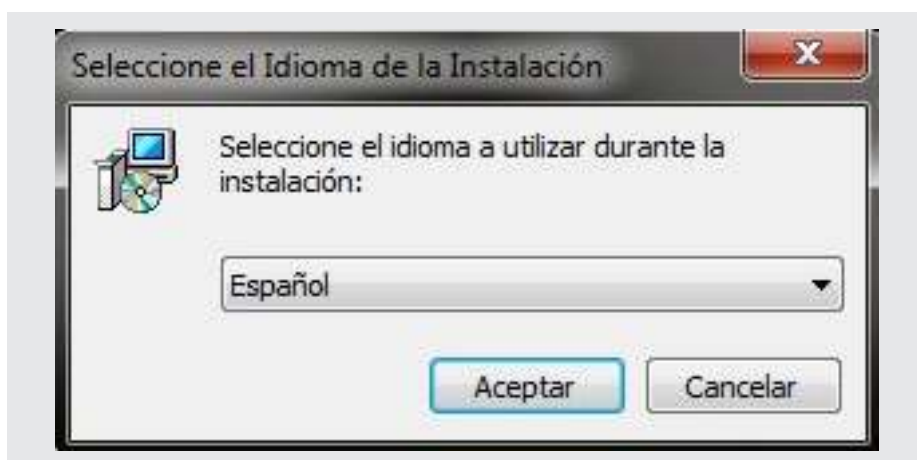 Seleccione el Idioma de la Instalación
Seleccione el idioma a utilizar durante la
instalación:
Español
Aceptar
Cancelar